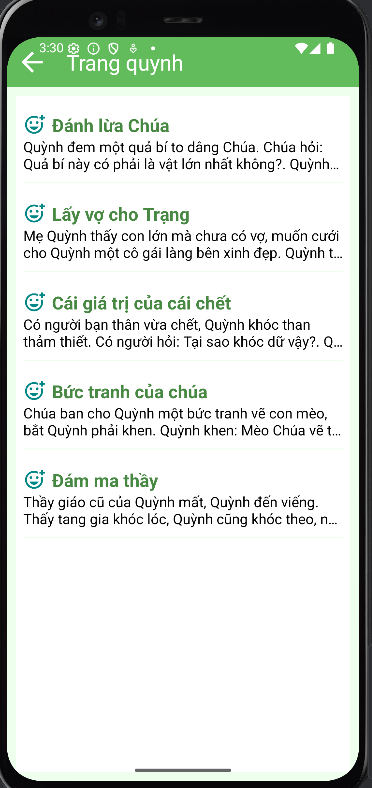 3:30
Trang quynh
Đánh lừa Chúa
Quỳnh đem một quả bí to dâng Chúa. Chúa hỏi:
Quả bí này có phải là vật lớn nhất không?. Quỳnh...
Lấy vợ cho Trạng
Mẹ Quỳnh thấy con lớn mà chưa có vợ, muốn cưới
cho Quỳnh một cô gái làng bên xinh đẹp. Quỳnh t...
Cái giá trị của cái chết
Có người bạn thân vừa chết, Quỳnh khóc than
thảm thiết. Có người hỏi: Tại sao khóc dữ vậy?. Q...
Bức tranh của chúa
Chúa ban cho Quỳnh một bức tranh vẽ con mèo,
bắt Quỳnh phải khen. Quỳnh khen: Mèo Chúa vẽ t...
Đám ma thầy
Thầy giáo cũ của Quỳnh mất, Quỳnh đến viếng.
Thấy tang gia khóc lóc, Quỳnh cũng khóc theo, n...